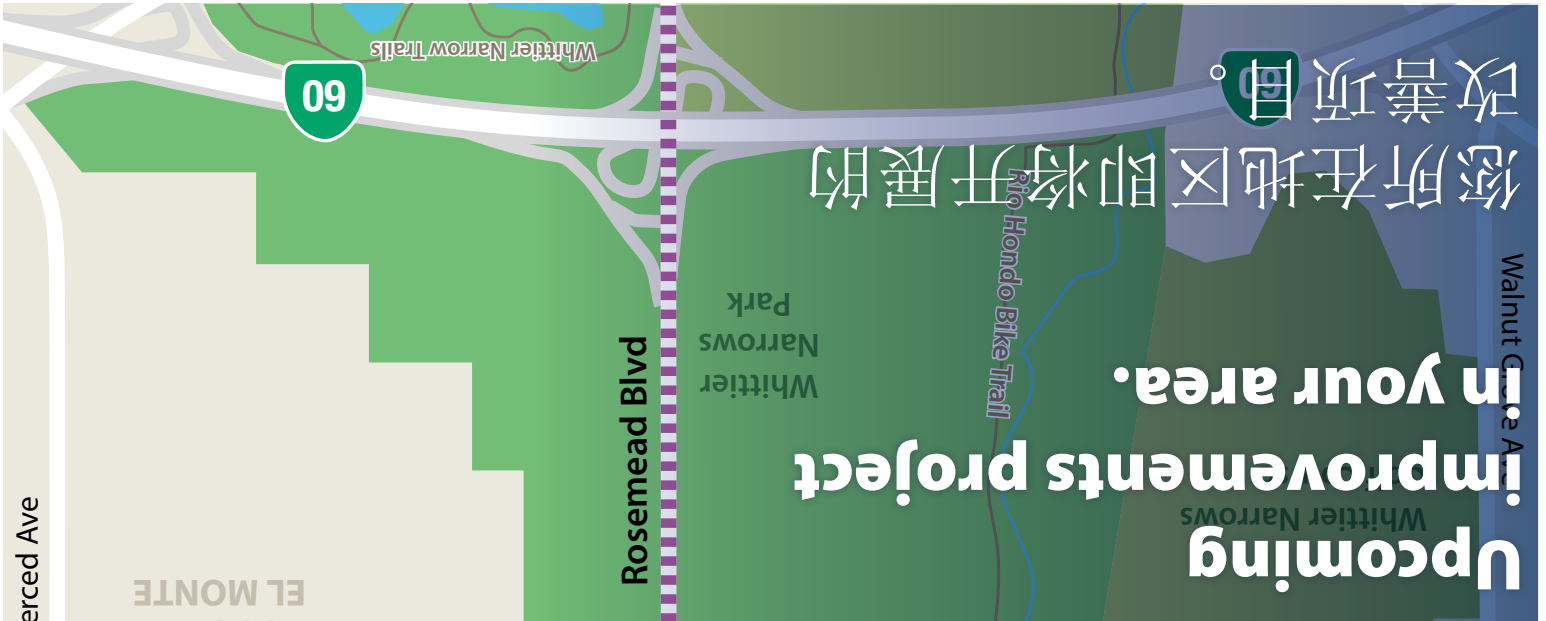 Upcoming
improvements project
in your area.
您所在地区即将开展的
改善项目。
Whittier Narrows
Walnut Grove Ave
Rio Hondo Bike Trail
Whittier
Narrows
Park
Rosemead Blvd
EL MONTE
erced Ave
60
60
Whittier Narrow Trails